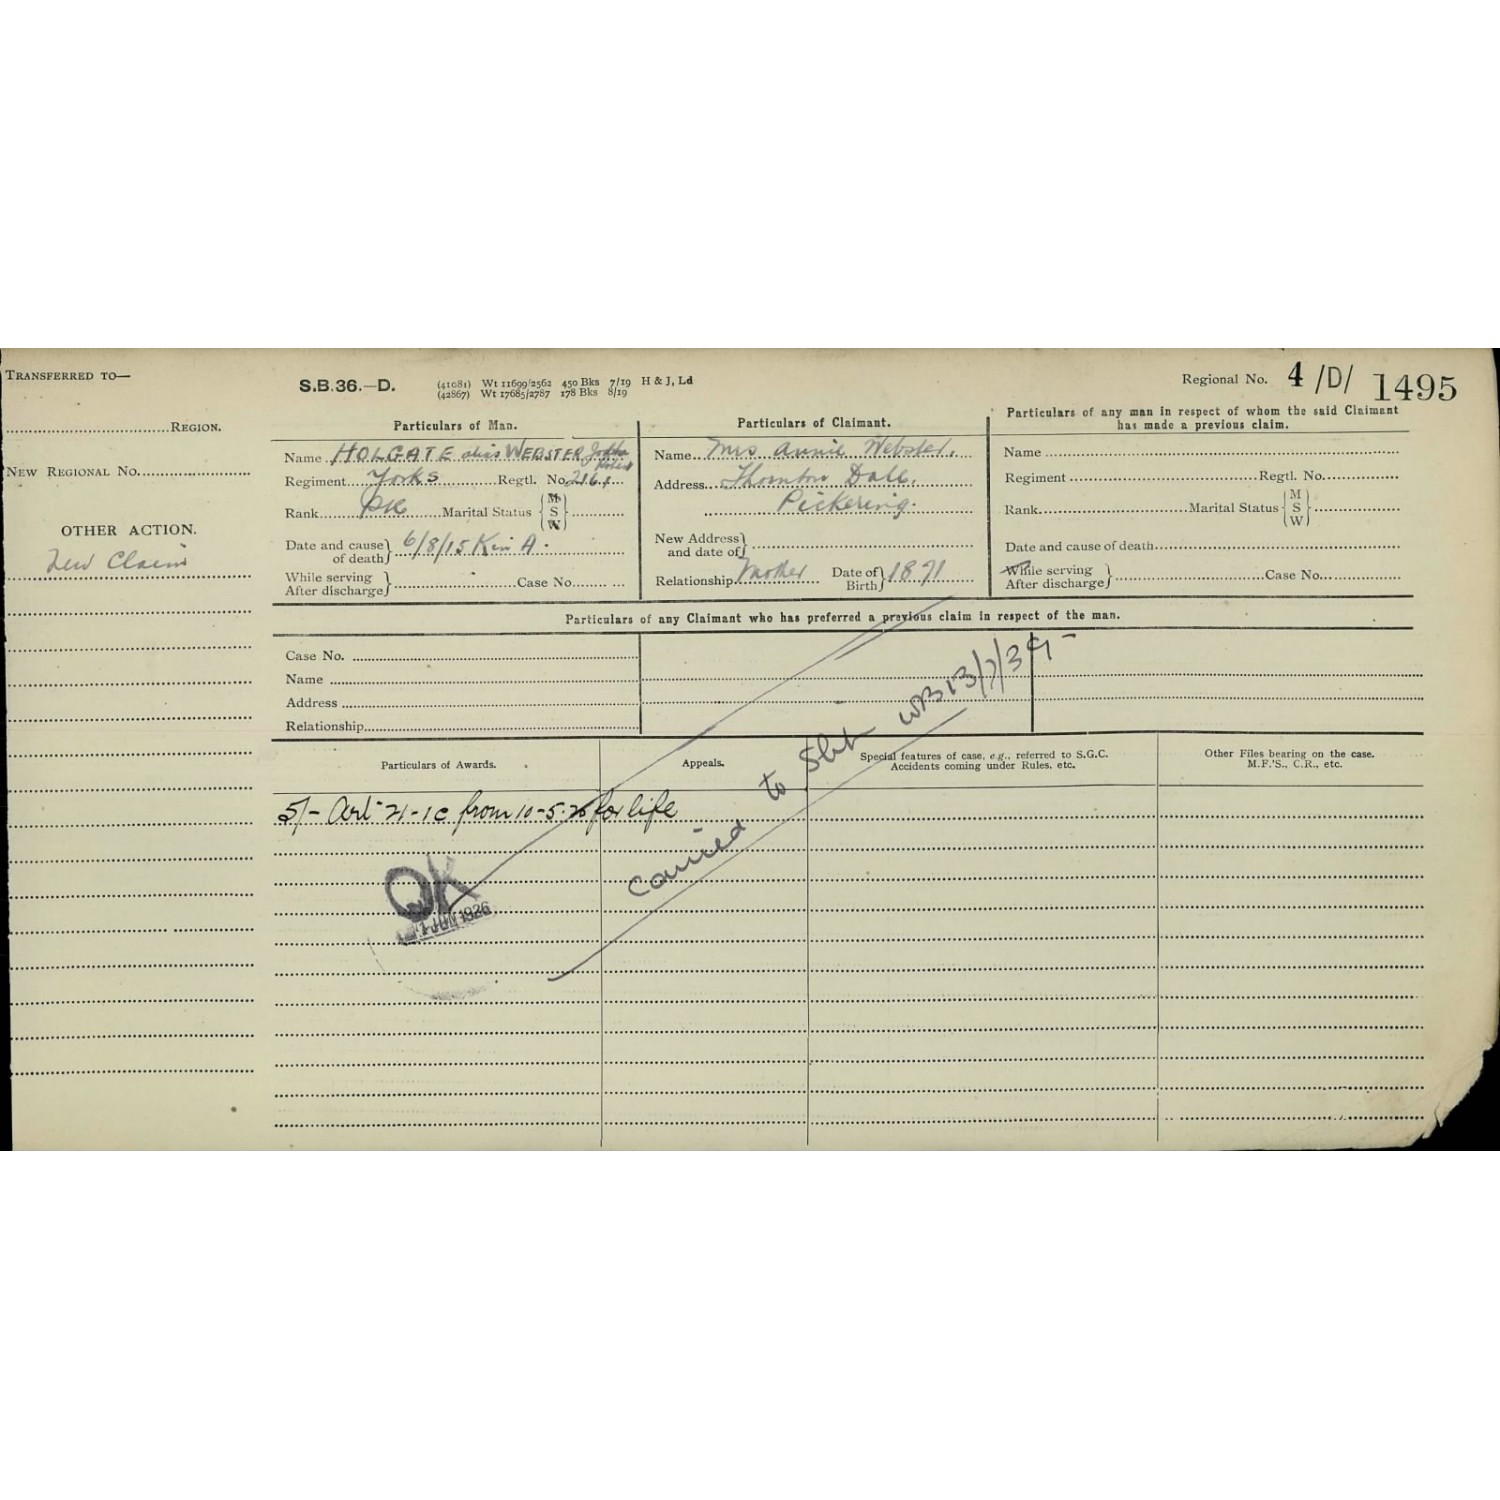 TRANSFERRED TO—
REGION.
NEW REGIONAL NO.
OTHER ACTION.
New Claim
S.B.36.—D.
(41081) Wt 11699/2562 450 Bks 7/19 H & J, Ld
(42867) Wt 17685/2787 178 Bks 8/19
Regional No. 4 /D/ 1495
Particulars of Man.
Name HOLGATE alias WEBSTER John Robert
Regiment Yorks Regtl. No.
Rank Pte Marital Status { M S W }
Date and cause of death } 6/8/15 K in A.
While serving
After discharge } Case No.
Particulars of Claimant.
Name Mrs Annie Webster.
Address Thornton Dale,
Pickering.
New Address
and date of }
Relationship Mother Date of Birth } 1871
Particulars of any man in respect of whom the said Claimant
has made a previous claim.
Name
Regiment Regtl. No.
Rank Marital Status { M S W }
Date and cause of death
While serving
After discharge } Case No.
Particulars of any Claimant who has preferred a previous claim in respect of the man.
Case No.
Name
Address
Relationship
Particulars of Awards.
Appeals.
Special features of case, e.g., referred to S.G.C.
Accidents coming under Rules, etc.
Other Files bearing on the case.
M.F.'S., C.R., etc.
5/- Art 21-1c from 10-5-26 for life
OK
JUN 1926
carried to Slit WB 13/7/39